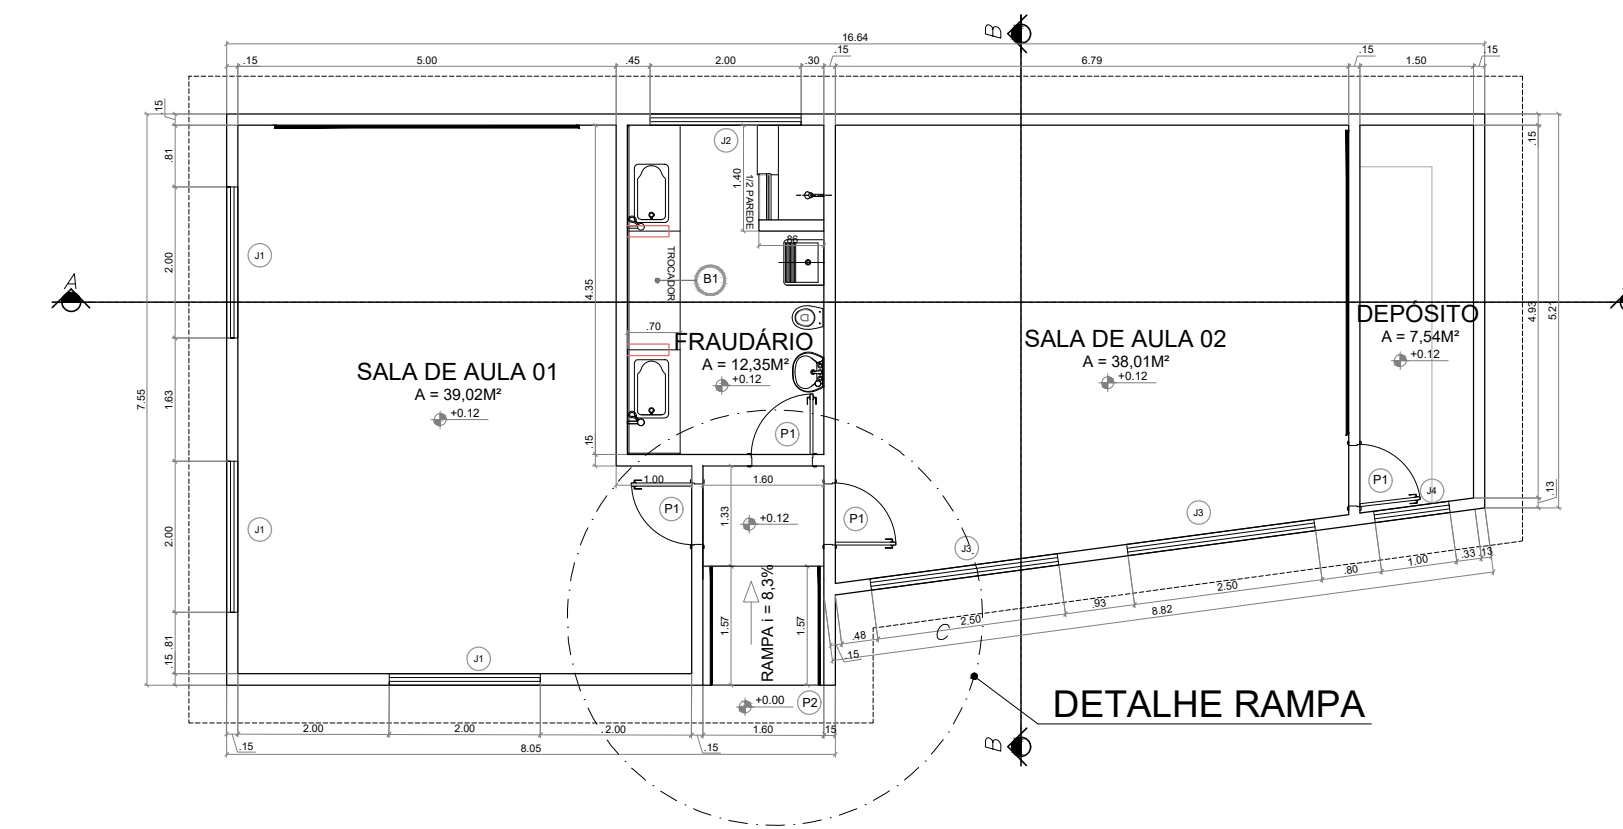 B
16.64
.15
5.00
.45
2.00
.30
.15
6.79
.15
1.50
.15
.15
.81
2.00
1.63
2.00
.81
.15
7.55
J1
J1
J1
J2
1.40
1/2 PAREDE
.86
TROCADOR
B1
4.35
.70
.15
A
SALA DE AULA 01
A = 39,02M²
+0.12
FRAUDÁRIO
A = 12,35M²
+0.12
SALA DE AULA 02
A = 38,01M²
+0.12
DEPÓSITO
A = 7,54M²
+0.12
.15
4.93
5.21
.13
P1
P1
P1
P1
J4
J3
J3
1.00
1.60
1.33
+0.12
1.57
RAMPA i = 8,3%
1.57
+0.00
P2
.48
2.50
.93
2.50
.80
1.00
.33
.13
8.82
.15
C
DETALHE RAMPA
2.00
2.00
2.00
1.60
.15
.15
8.05
.15
B